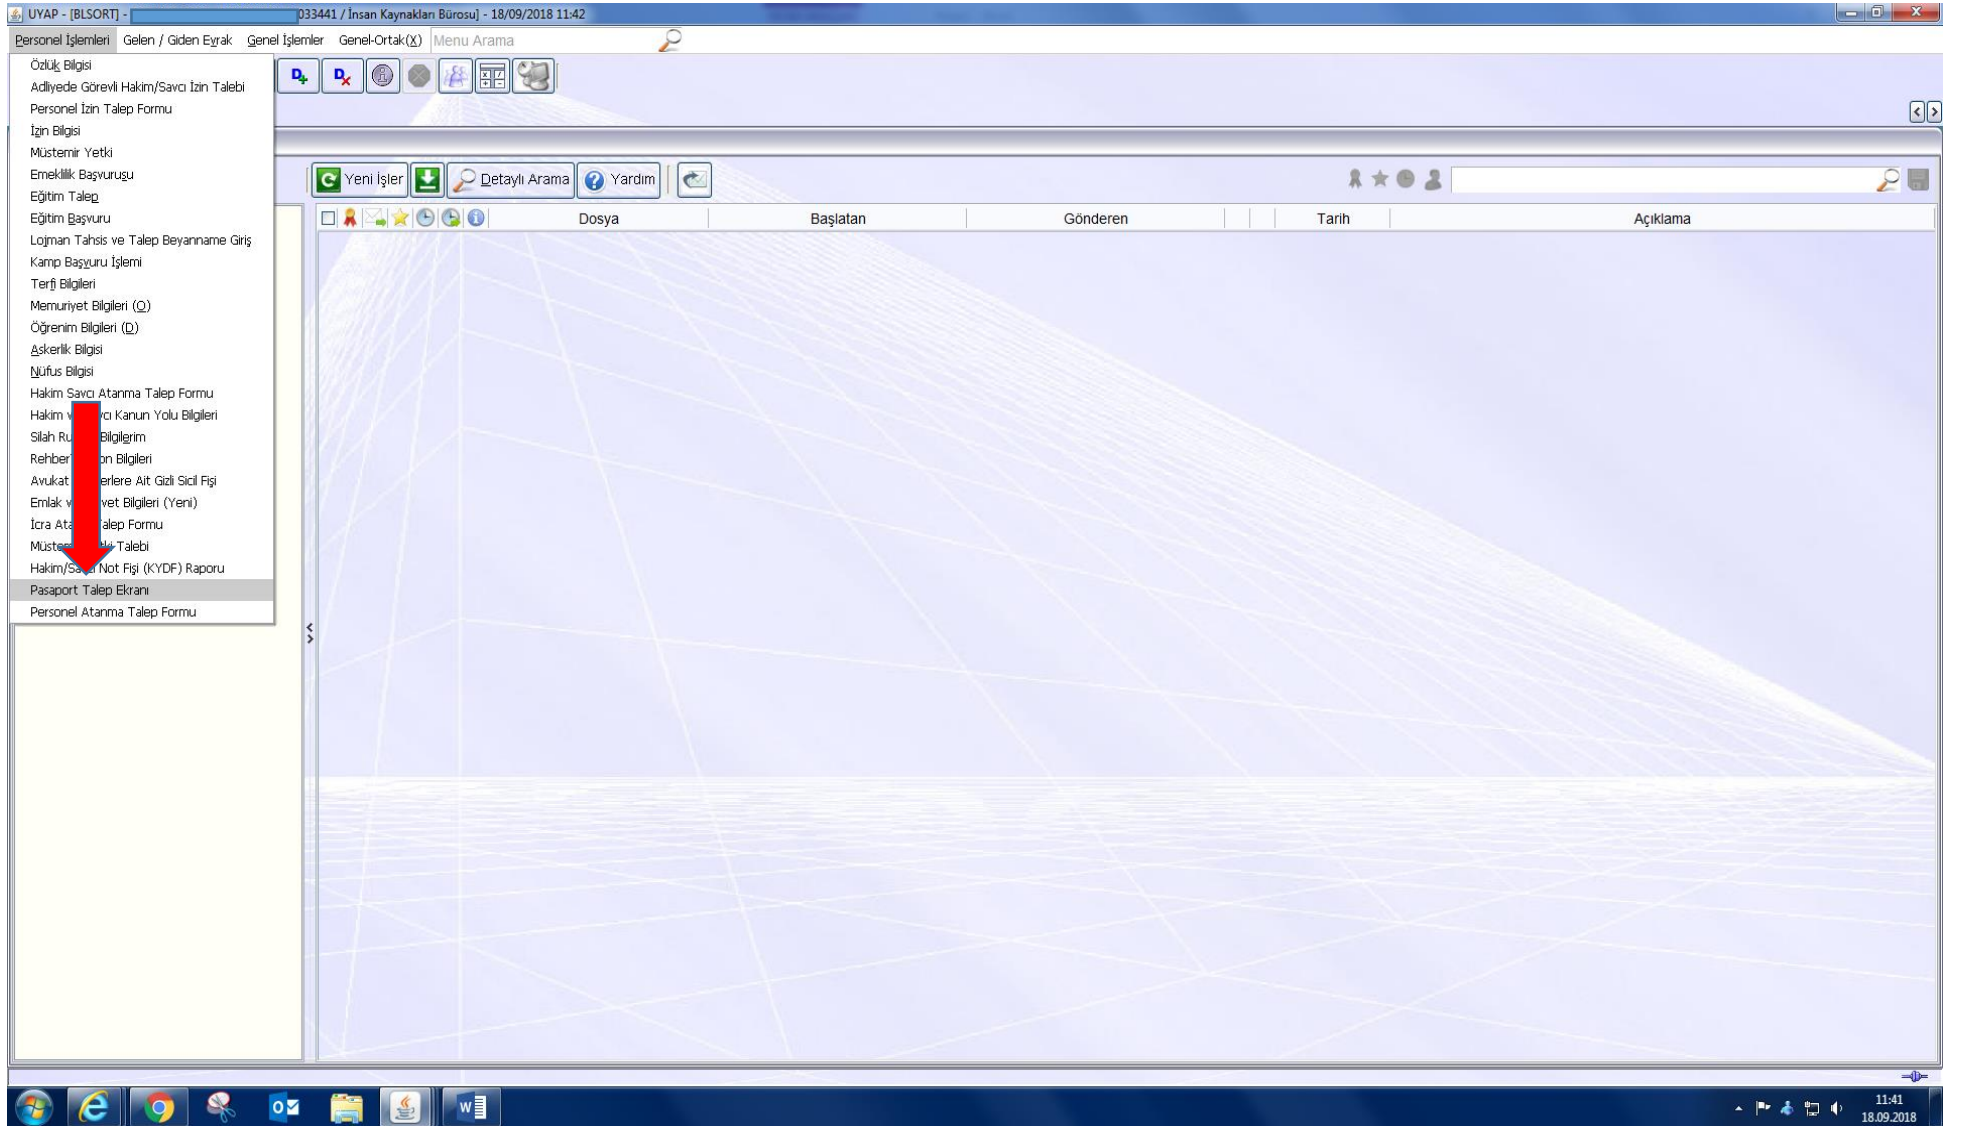 UYAP - [BLSORT] - 033441 / İnsan Kaynakları Bürosu] - 18/09/2018 11:42
Personel İşlemleri Gelen / Giden Evrak Genel İşlemler Genel-Ortak(X) Menu Arama
Özlük Bilgisi
Adliyede Görevli Hakim/Savcı İzin Talebi
Personel İzin Talep Formu
İzin Bilgisi
Müstemir Yetki
Emeklilik Başvurusu
Eğitim Talep
Eğitim Başvuru
Lojman Tahsis ve Talep Beyanname Giriş
Kamp Başvuru İşlemi
Terfi Bilgileri
Memuriyet Bilgileri (O)
Öğrenim Bilgileri (D)
Askerlik Bilgisi
Nüfus Bilgisi
Hakim Savcı Atanma Talep Formu
Hakim Kanun Yolu Bilgileri
Silah Bilgilerim
Bilgileri
Avukat Ait Gizli Sicil Fişi
Emlak Bilgileri (Yeni)
İcra Talep Formu
Talebi
Not Fişi (KYDF) Raporu
Pasaport Talep Ekranı
Personel Atanma Talep Formu
Yeni İşler Detaylı Arama Yardım
Dosya Başlatan Gönderen Tarih Açıklama
11:41
18.09.2018